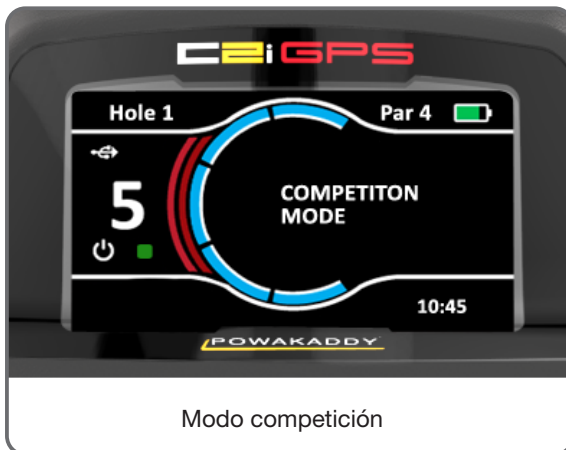 C2i GPS
Hole 1
Par 4
5
COMPETITON
MODE
10:45
POWAKADDY
Modo competición